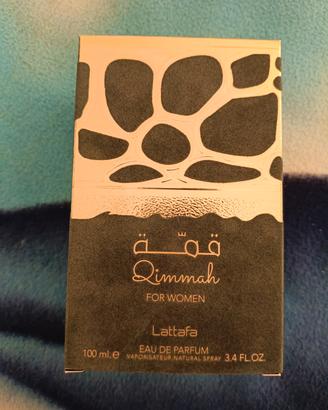 قمّة
Qimmah
FOR WOMEN
Lattafa
100 ml.e EAU DE PARFUM 3.4 FL.OZ.
VAPORISATEUR NATURAL SPRAY